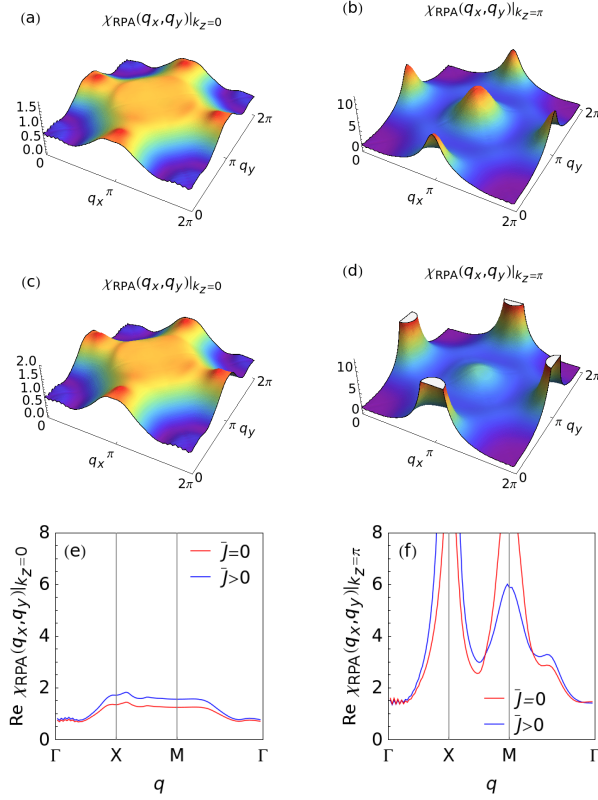 (a)
χRPA(qx,qy)|kz=0
1.5
1.0
0.5
0.0
0
qx
π
2π
0
π
qy
2π
(b)
χRPA(qx,qy)|kz=π
10
5
0
0
qx
π
2π
0
π
qy
2π
(c)
χRPA(qx,qy)|kz=0
2.0
1.5
1.0
0.5
0.0
0
qx
π
2π
0
π
qy
2π
(d)
χRPA(qx,qy)|kz=π
10
5
0
0
qx
π
2π
0
π
qy
2π
(e)
Re χRPA(qx,qy)|kz=0
8
6
4
2
0
J̄=0
J̄>0
Γ X M Γ
q
(f)
Re χRPA(qx,qy)|kz=π
8
6
4
2
0
J̄=0
J̄>0
Γ X M Γ
q